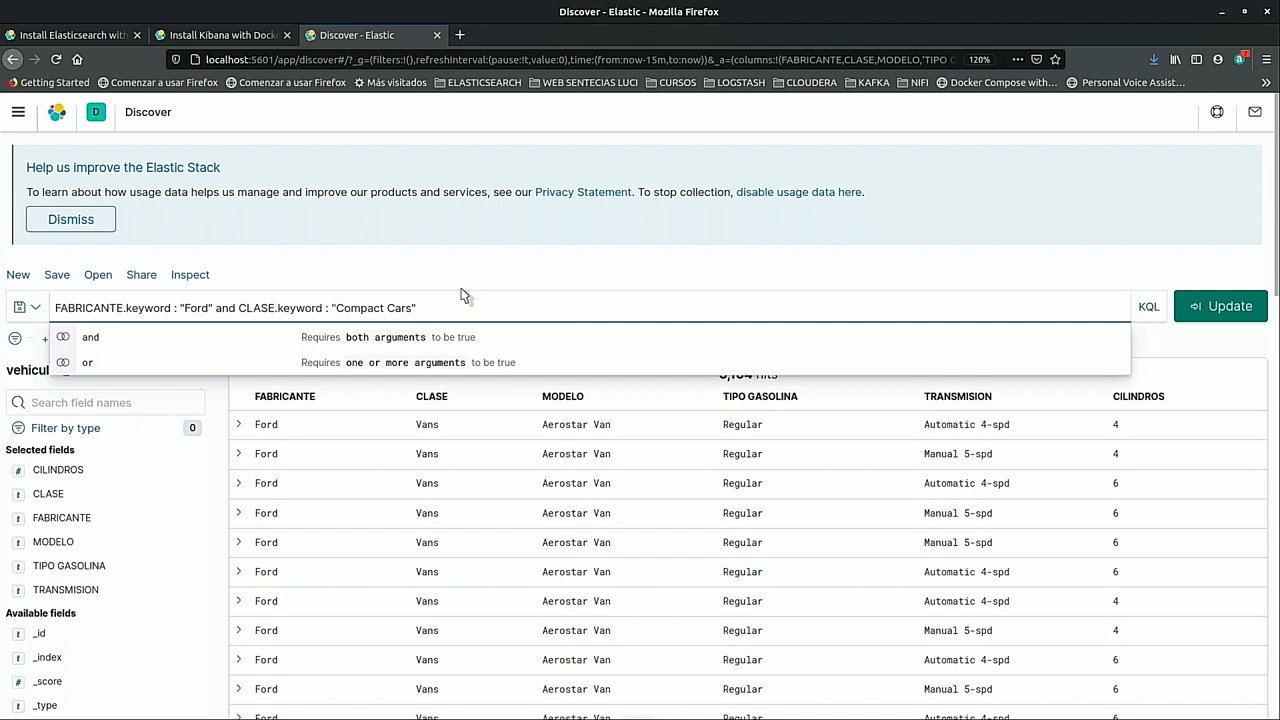 Discover - Elastic - Mozilla Firefox
Install Elasticsearch with
Install Kibana with Dock
Discover - Elastic
localhost:5601/app/discover#/?_g=(filters:!(),refreshInterval:(pause:!t,value:0),time:(from:now-15m,to:now))&_a=(columns:!(FABRICANTE,CLASE,MODELO,'TIPO G
120%
Getting Started
Comenzar a usar Firefox
Comenzar a usar Firefox
Más visitados
ELASTICSEARCH
WEB SENTECIAS LUCI
CURSOS
LOGSTASH
CLOUDERA
KAFKA
NIFI
Docker Compose with...
Personal Voice Assist...
D
Discover
Help us improve the Elastic Stack
To learn about how usage data helps us manage and improve our products and services, see our Privacy Statement. To stop collection, disable usage data here.
Dismiss
New Save Open Share Inspect
FABRICANTE.keyword : "Ford" and CLASE.keyword : "Compact Cars"
KQL
Update
and Requires both arguments to be true
or Requires one or more arguments to be true
vehicul
hits
Search field names
Filter by type 0
Selected fields
# CILINDROS
t CLASE
t FABRICANTE
t MODELO
t TIPO GASOLINA
t TRANSMISION
Available fields
t _id
t _index
# _score
t _type
FABRICANTE CLASE MODELO TIPO GASOLINA TRANSMISION CILINDROS
Ford Vans Aerostar Van Regular Automatic 4-spd 4
Ford Vans Aerostar Van Regular Manual 5-spd 4
Ford Vans Aerostar Van Regular Automatic 4-spd 6
Ford Vans Aerostar Van Regular Manual 5-spd 6
Ford Vans Aerostar Van Regular Manual 5-spd 6
Ford Vans Aerostar Van Regular Automatic 4-spd 6
Ford Vans Aerostar Van Regular Automatic 4-spd 4
Ford Vans Aerostar Van Regular Manual 5-spd 4
Ford Vans Aerostar Van Regular Automatic 4-spd 6
Ford Vans Aerostar Van Regular Manual 5-spd 6
Ford Vans Aerostar Van Regular Automatic 4-spd 6